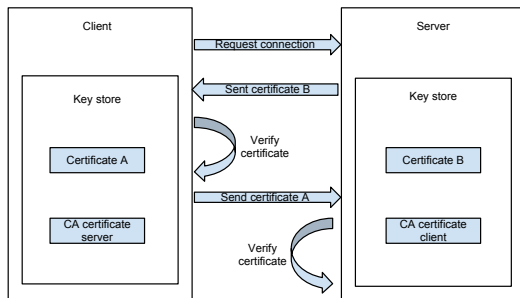 Client
Server
Request connection
Sent certificate B
Key store
Key store
Verify
certificate
Certificate A
Certificate B
Send certificate A
CA certificate
server
CA certificate
client
Verify
certificate